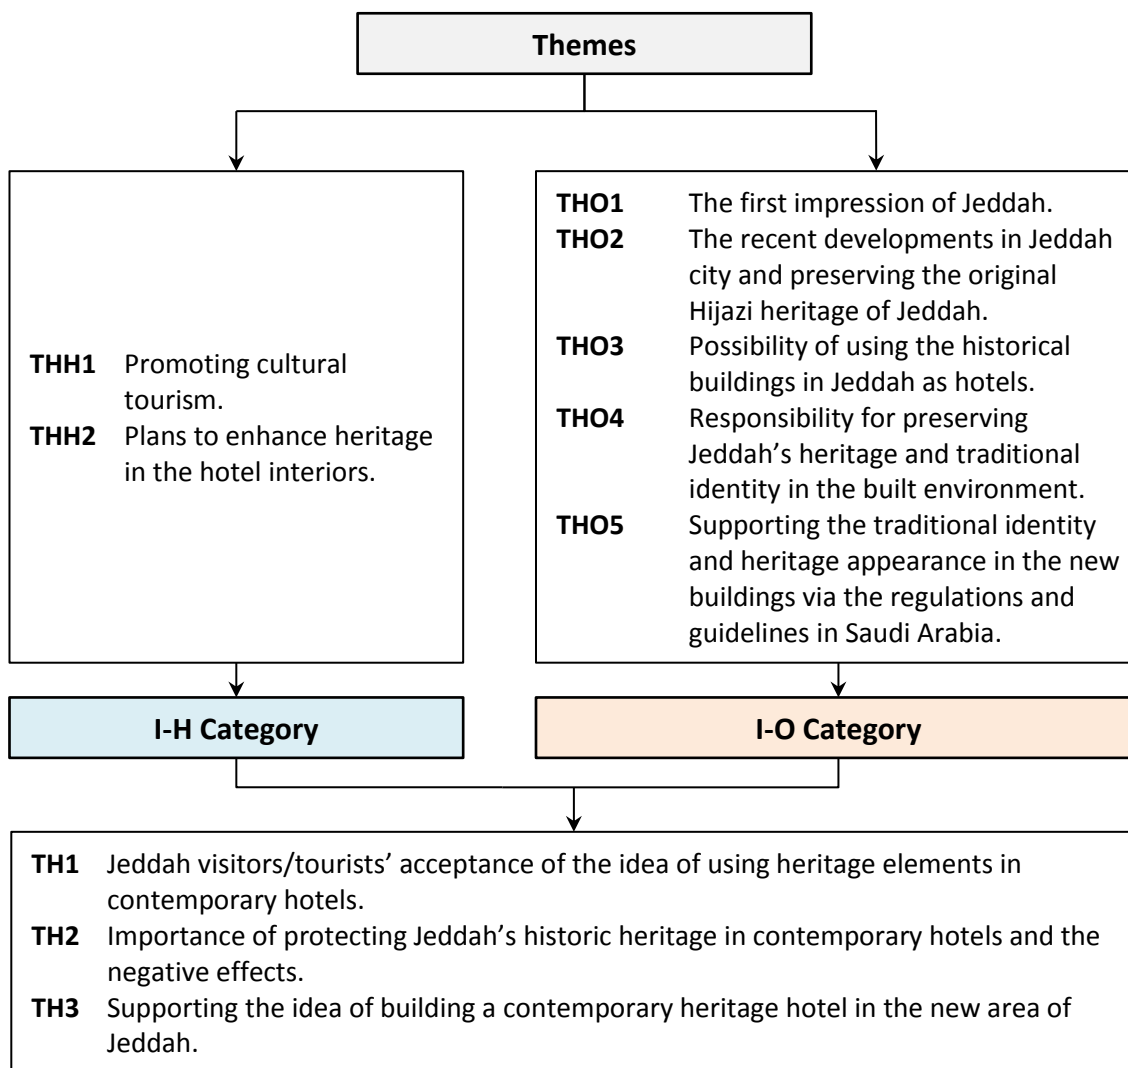 Themes
THH1 Promoting cultural
tourism.
THH2 Plans to enhance heritage
in the hotel interiors.
THO1 The first impression of Jeddah.
THO2 The recent developments in Jeddah
city and preserving the original
Hijazi heritage of Jeddah.
THO3 Possibility of using the historical
buildings in Jeddah as hotels.
THO4 Responsibility for preserving
Jeddah’s heritage and traditional
identity in the built environment.
THO5 Supporting the traditional identity
and heritage appearance in the new
buildings via the regulations and
guidelines in Saudi Arabia.
I-H Category
I-O Category
TH1 Jeddah visitors/tourists’ acceptance of the idea of using heritage elements in
contemporary hotels.
TH2 Importance of protecting Jeddah’s historic heritage in contemporary hotels and the
negative effects.
TH3 Supporting the idea of building a contemporary heritage hotel in the new area of
Jeddah.